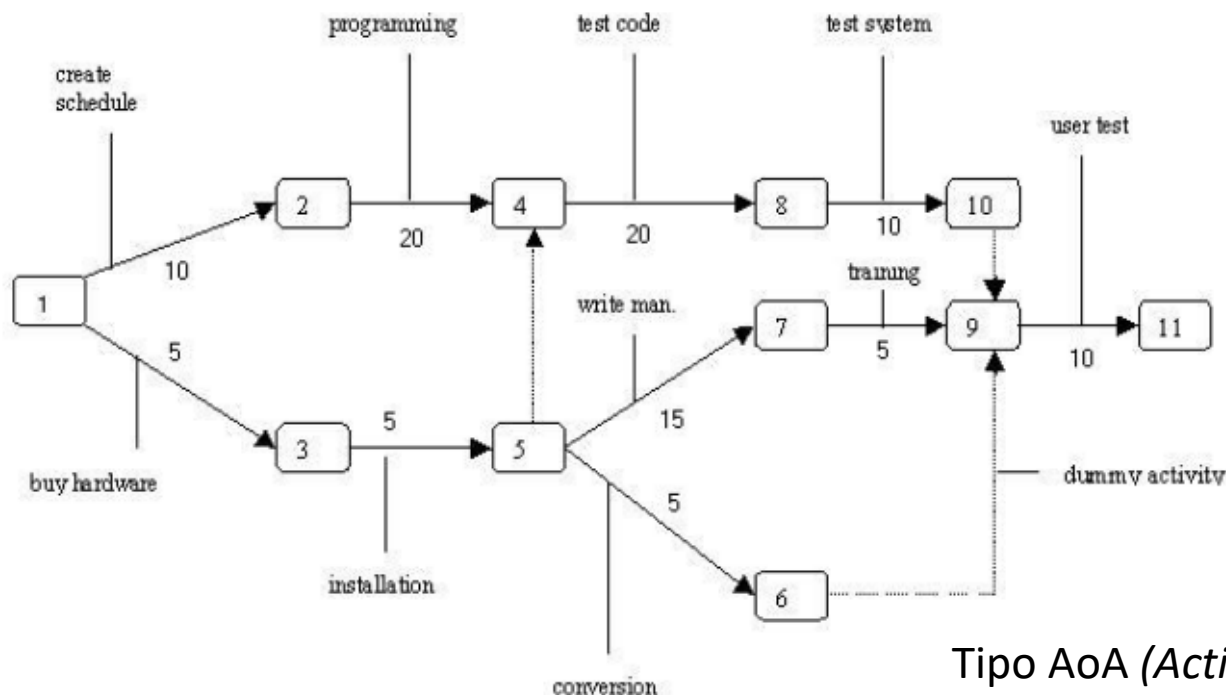 programming
test code
test system
create
schedule
user test
2
4
8
10
20
20
10
10
training
1
write man.
7
9
11
5
5
10
5
15
3
5
buy hardware
5
dummy activity
installation
6
Tipo AoA (Acti
conversion